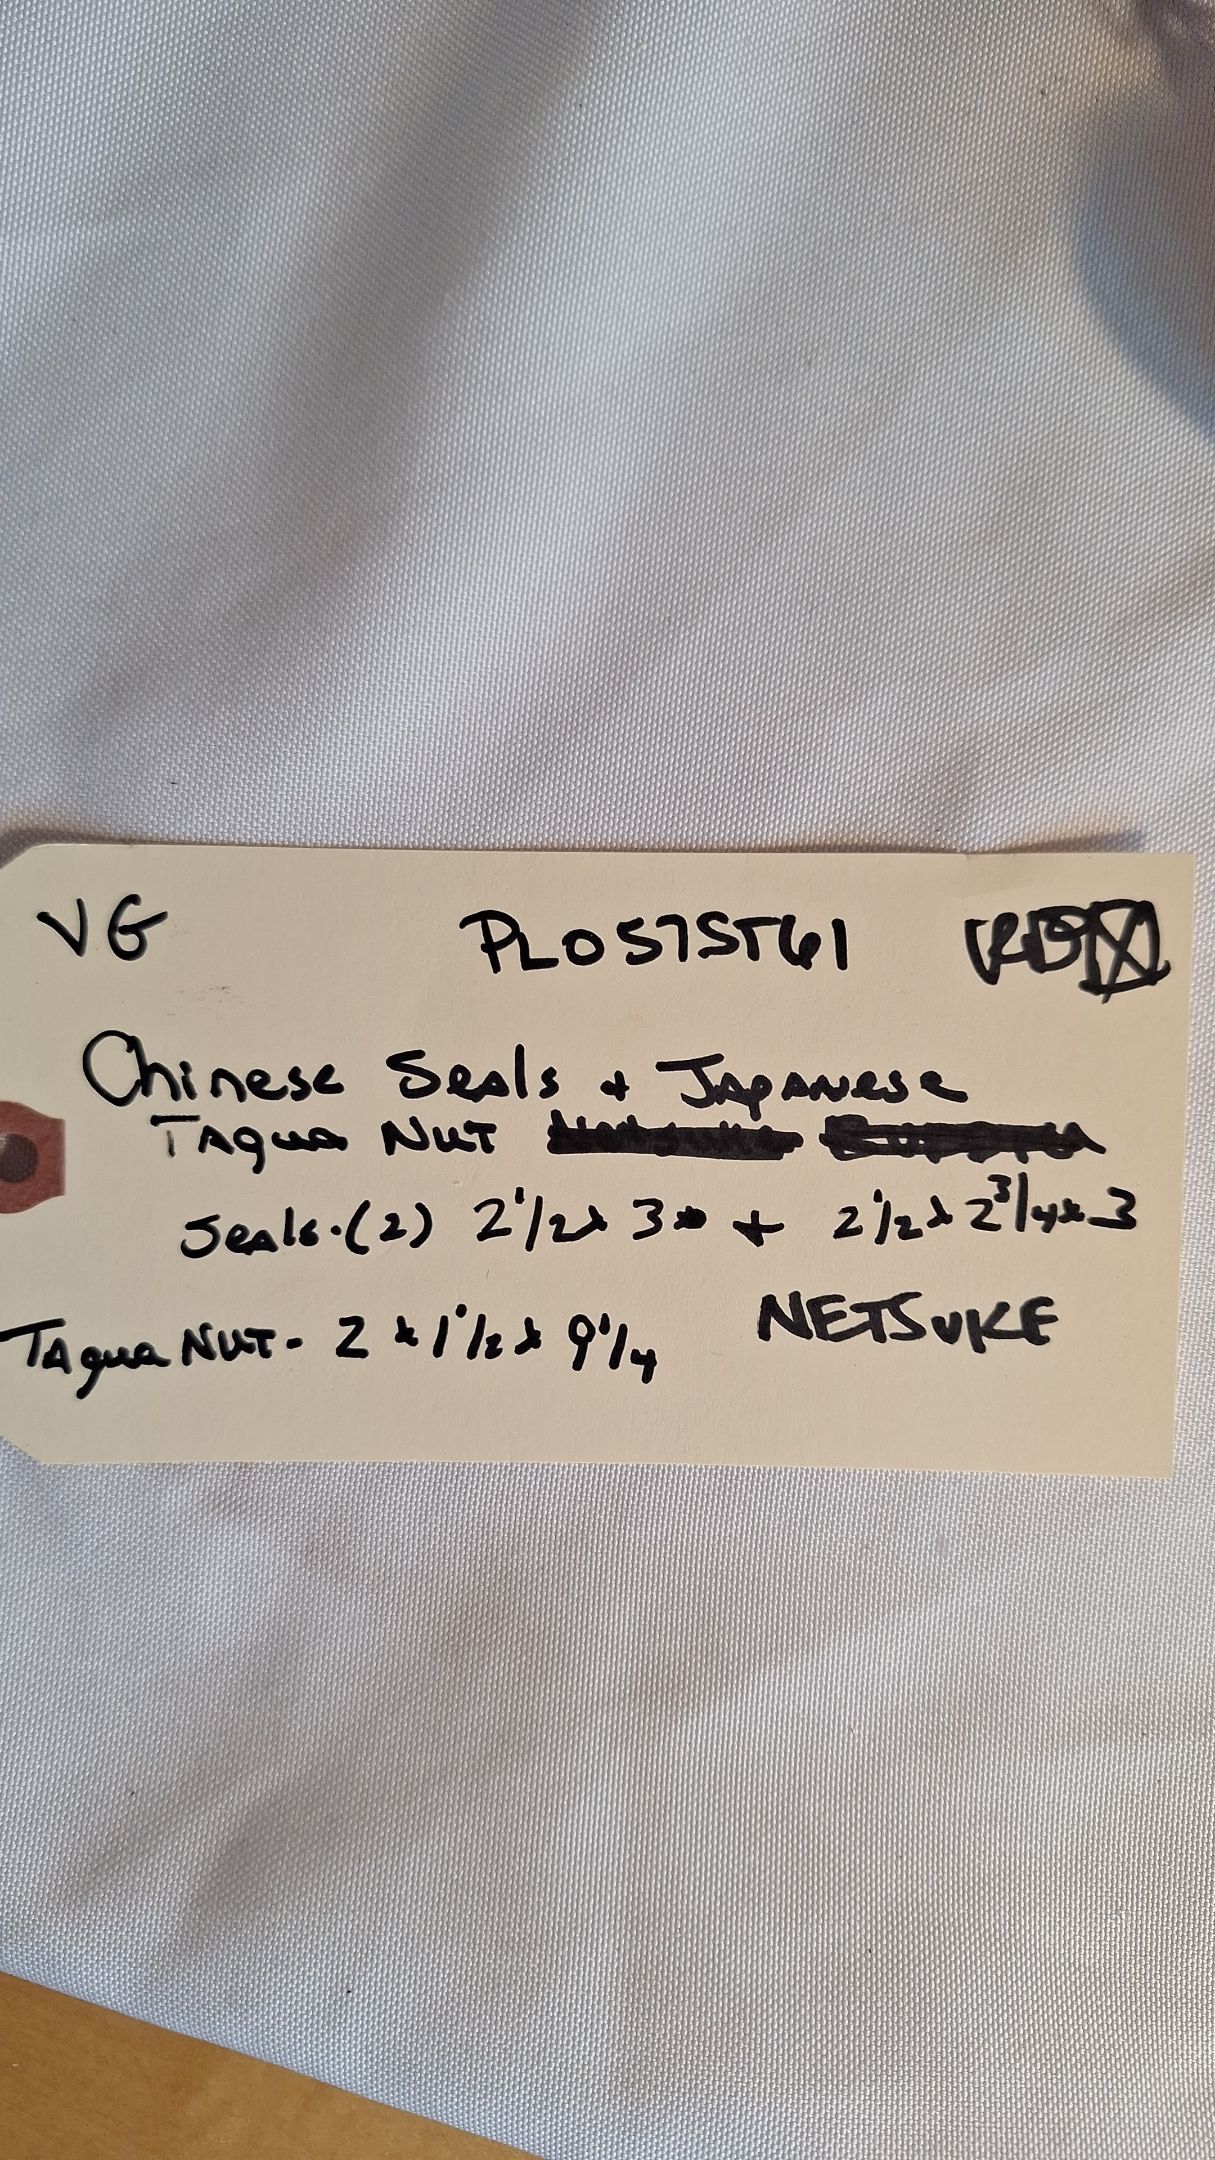 VG PL057ST61
Chinese Seals + Japanese
Tagua Nut
Seals.(2) 2 1/2 x 3 + 2 1/2 x 2 3/4 x 3
Tagua Nut - 2 x 1 1/2 x 9 1/4 NETSUKE